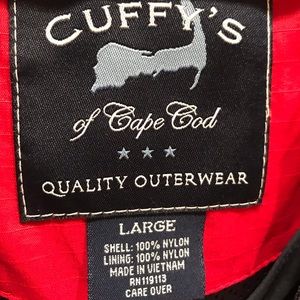 CUFFY'S
of Cape Cod
QUALITY OUTERWEAR
LARGE
SHELL: 100% NYLON
LINING: 100% NYLON
MADE IN VIETNAM
RN119113
CARE OVER